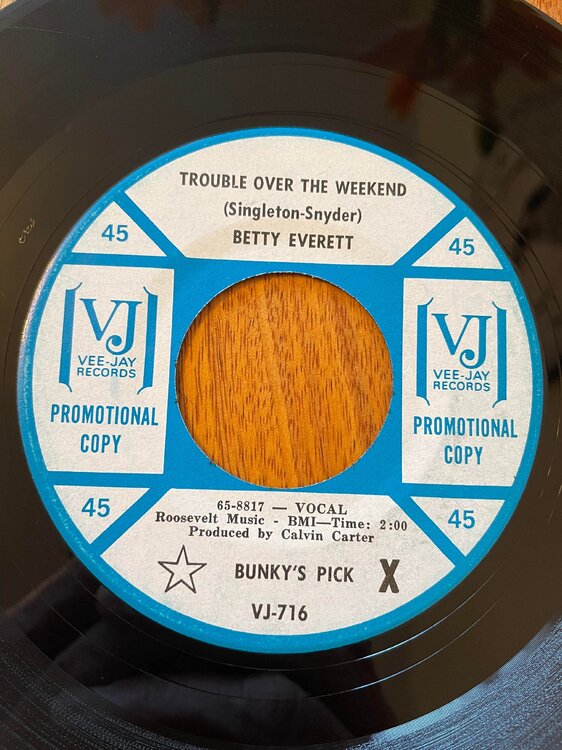 TROUBLE OVER THE WEEKEND
(Singleton-Snyder)
BETTY EVERETT
45
45
VJ
VEE-JAY
RECORDS
PROMOTIONAL
COPY
VJ
VEE-JAY
RECORDS
PROMOTIONAL
COPY
45
45
65-8817 — VOCAL
Roosevelt Music - BMI—Time: 2:00
Produced by Calvin Carter
BUNKY'S PICK X
VJ-716